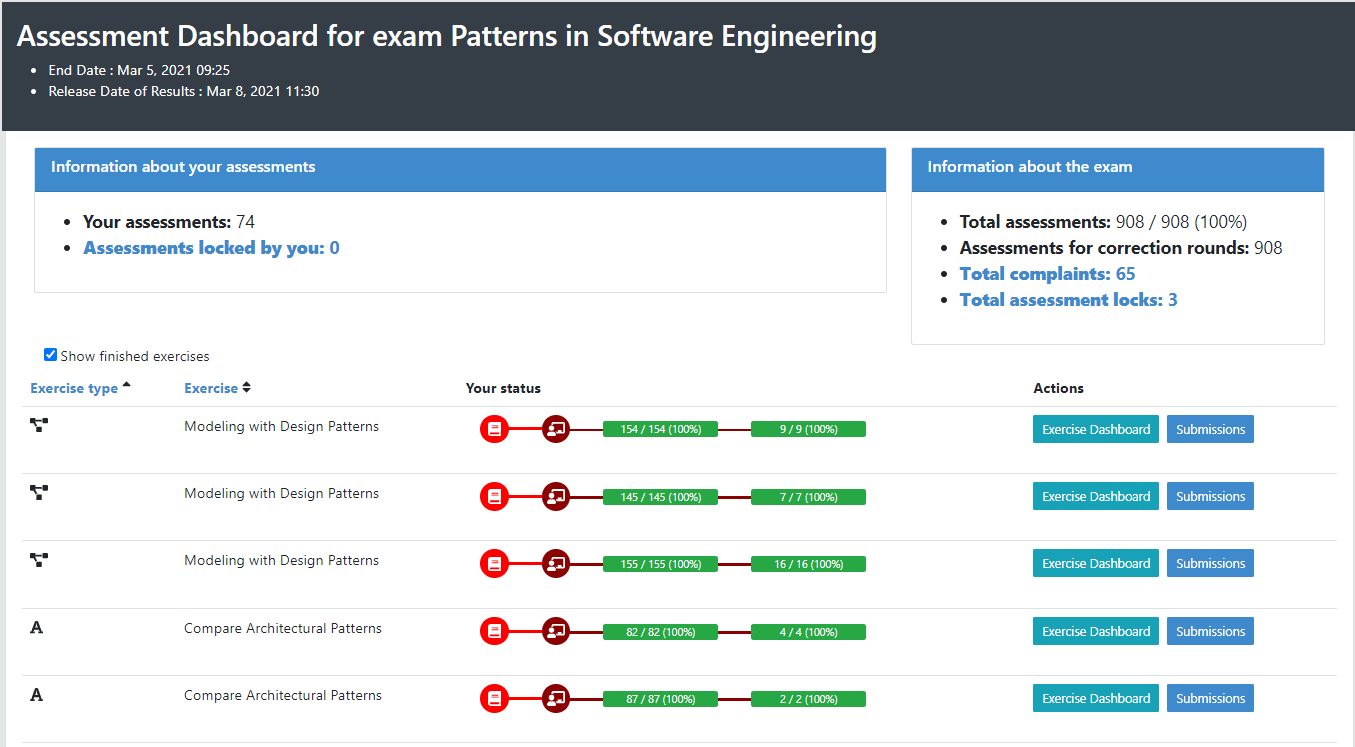 Assessment Dashboard for exam Patterns in Software Engineering
End Date : Mar 5, 2021 09:25
Release Date of Results : Mar 8, 2021 11:30
Information about your assessments
Your assessments: 74
Assessments locked by you: 0
Information about the exam
Total assessments: 908 / 908 (100%)
Assessments for correction rounds: 908
Total complaints: 65
Total assessment locks: 3
Show finished exercises
Exercise type Exercise Your status Actions
Modeling with Design Patterns 154 / 154 (100%) 9 / 9 (100%) Exercise Dashboard Submissions
Modeling with Design Patterns 145 / 145 (100%) 7 / 7 (100%) Exercise Dashboard Submissions
Modeling with Design Patterns 155 / 155 (100%) 16 / 16 (100%) Exercise Dashboard Submissions
A Compare Architectural Patterns 82 / 82 (100%) 4 / 4 (100%) Exercise Dashboard Submissions
A Compare Architectural Patterns 87 / 87 (100%) 2 / 2 (100%) Exercise Dashboard Submissions